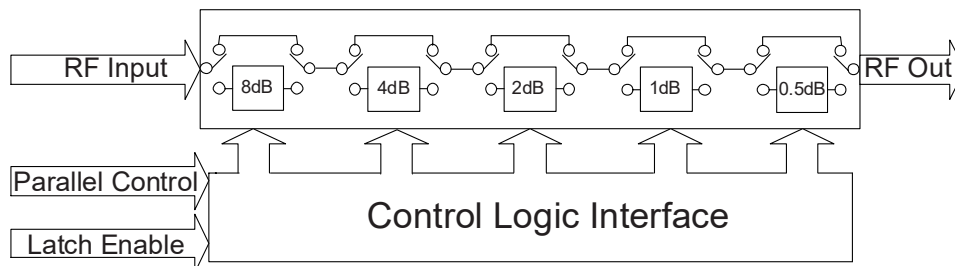 RF Input
8dB
4dB
2dB
1dB
0.5dB
RF Out
Parallel Control
Control Logic Interface
Latch Enable